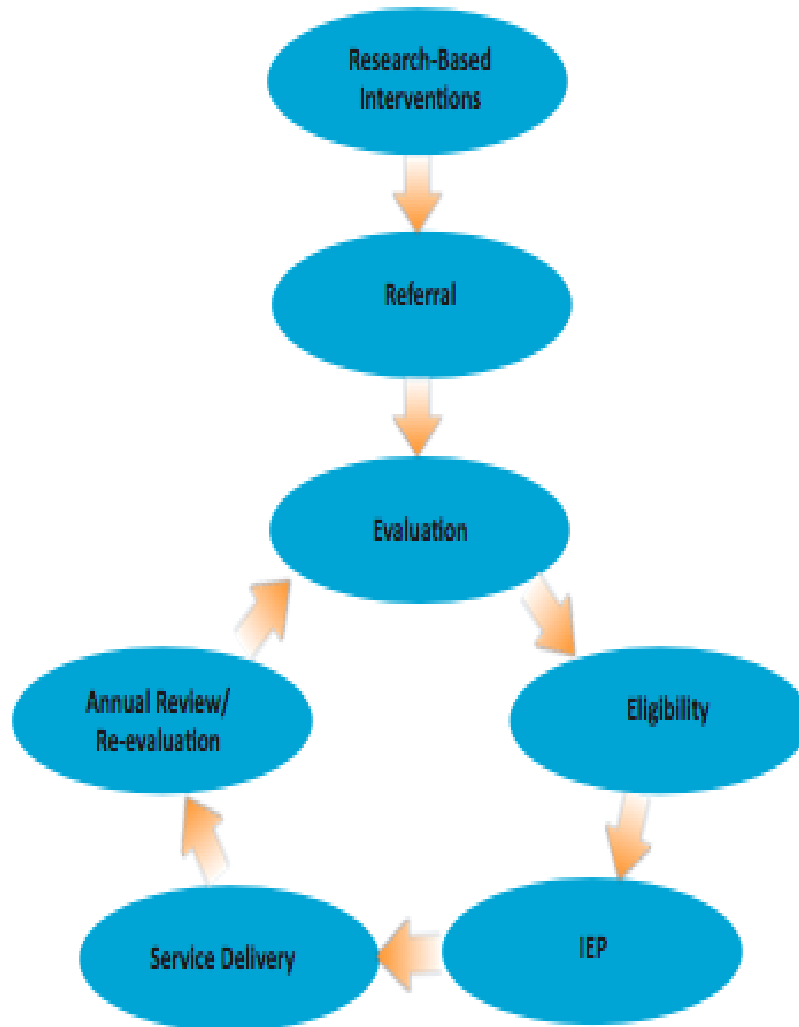 Research-Based
Interventions
Referral
Evaluation
Eligibility
IEP
Service Delivery
Annual Review/
Re-evaluation